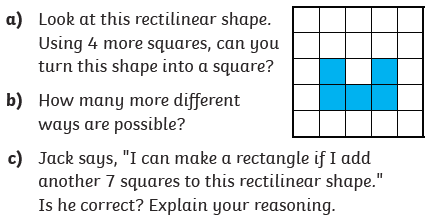 a) Look at this rectilinear shape.
Using 4 more squares, can you
turn this shape into a square?
b) How many more different
ways are possible?
c) Jack says, "I can make a rectangle if I add
another 7 squares to this rectilinear shape."
Is he correct? Explain your reasoning.